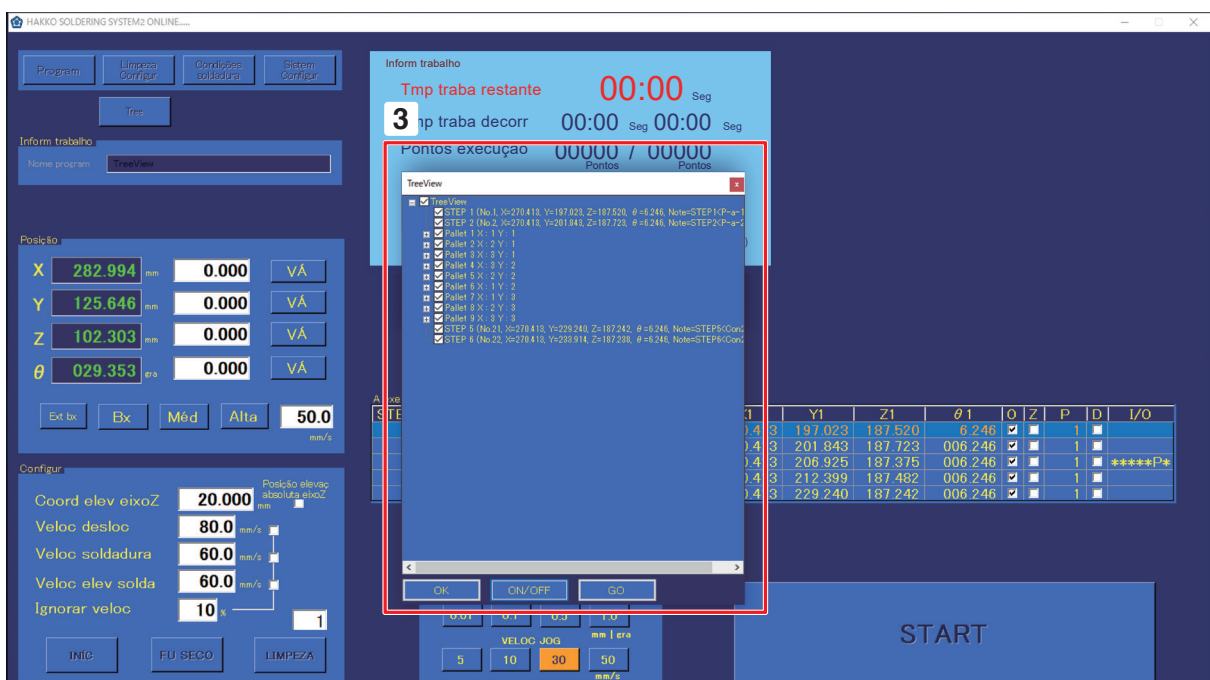 HAKKO SOLDERING SYSTEM2 ONLINE.....
Program
Limpeza Configur
Condições soldadura
Sistem Configur
Tree
Inform trabalho
Nome program TreeView
Posição
X 282.994 mm 0.000 VÁ
Y 125.646 mm 0.000 VÁ
Z 102.303 mm 0.000 VÁ
θ 029.353 gra 0.000 VÁ
Ext bx Bx Méd Alta 50.0
mm/s
Configur
Posição elevaç
absoluta eixoZ
Coord elev eixoZ 20.000 mm
Veloc desloc 80.0 mm/s
Veloc soldadura 60.0 mm/s
Veloc elev solda 60.0 mm/s
Ignorar veloc 10 %
1
INÍC FU SECO LIMPEZA
Inform trabalho
Tmp traba restante 00:00 Seg
3
mp traba decorr 00:00 Seg 00:00 Seg
Pontos execução 00000 / 00000
Pontos Pontos
TreeView x
TreeView
STEP 1 (No.1, X=270.413, Y=197.023, Z=187.520, θ=6.246, Note=STEP1<P-a-1
STEP 2 (No.2, X=270.413, Y=201.843, Z=187.723, θ=6.246, Note=STEP2<P-a-2
Pallet 1 X : 1 Y : 1
Pallet 2 X : 2 Y : 1
Pallet 3 X : 3 Y : 1
Pallet 4 X : 3 Y : 2
Pallet 5 X : 2 Y : 2
Pallet 6 X : 1 Y : 2
Pallet 7 X : 1 Y : 3
Pallet 8 X : 2 Y : 3
Pallet 9 X : 3 Y : 3
STEP 5 (No.21, X=270.413, Y=229.240, Z=187.242, θ=6.246, Note=STEP5<Con2
STEP 6 (No.22, X=270.413, Y=233.914, Z=187.238, θ=6.246, Note=STEP6<Con2
OK ON/OFF GO
STE Y1 Z1 θ1 O Z P D I/O
197.023 187.520 6.246 1
201.843 187.723 006.246 1
206.925 187.375 006.246 1 *****P*
212.399 187.482 006.246 1
229.240 187.242 006.246 1
0.01 0.1 0.5 1.0
VELOC JOG mm | gra
5 10 30 50
mm/s
START